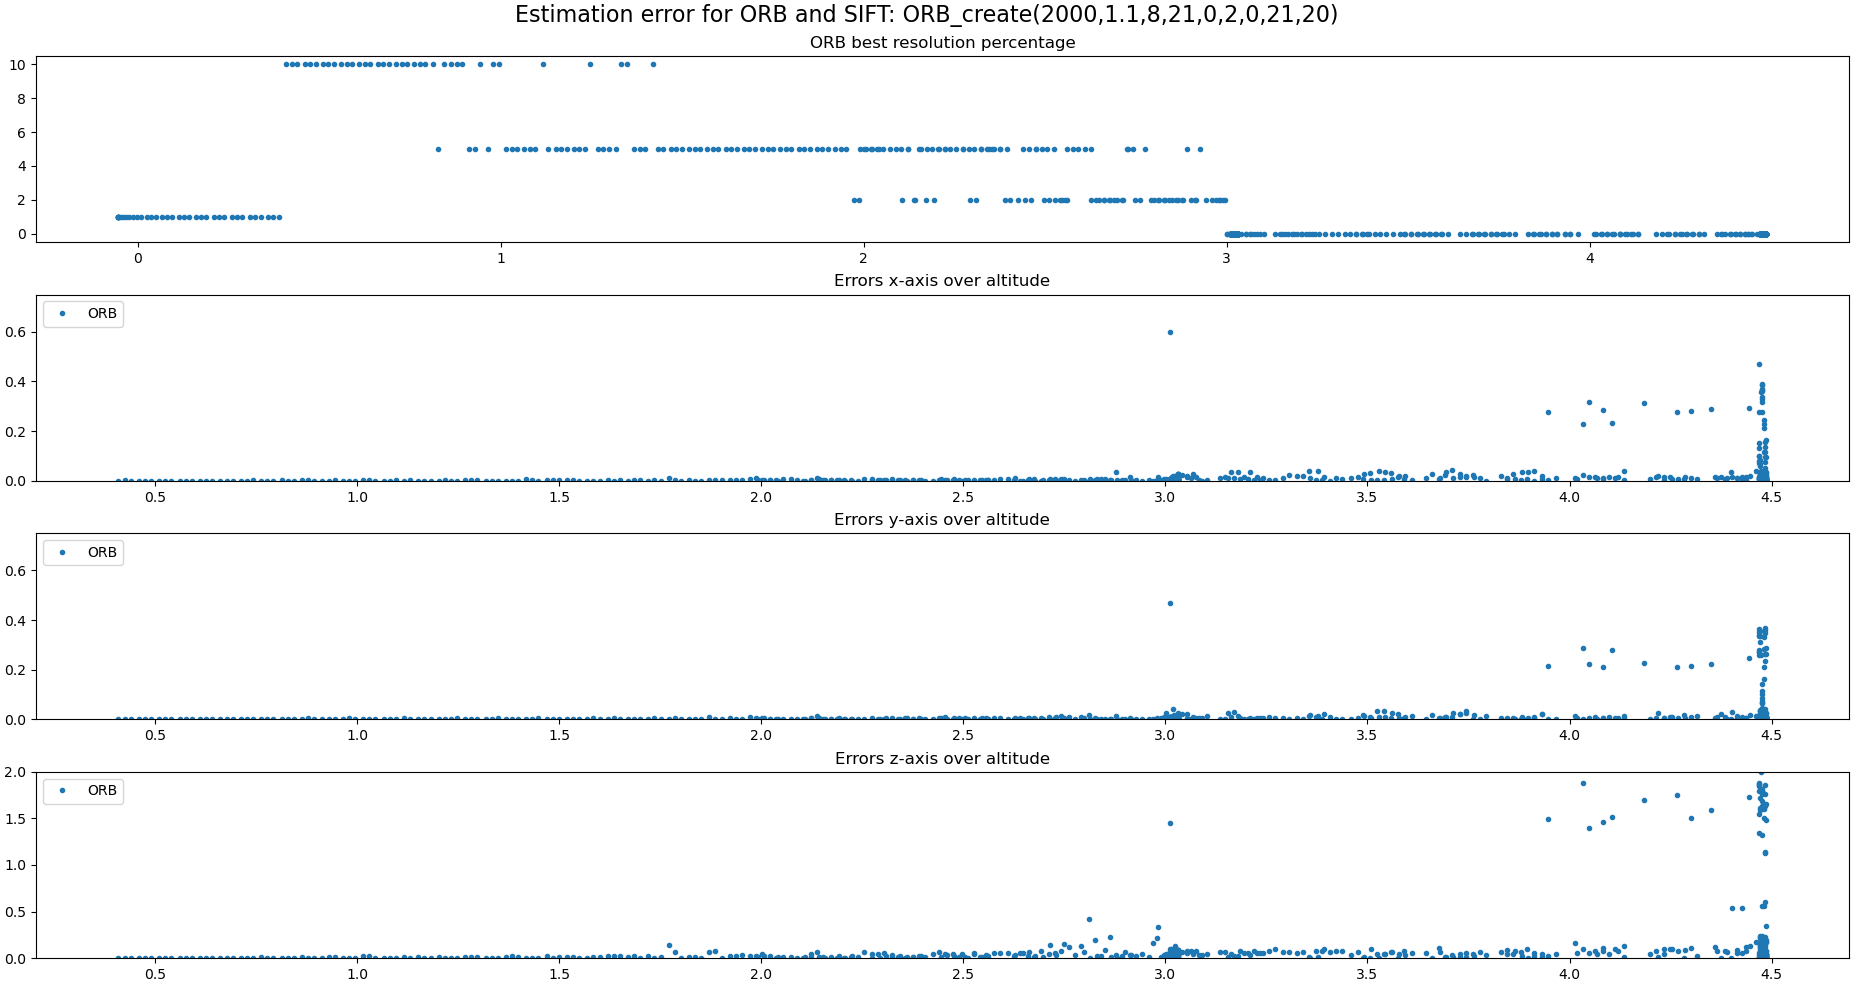 Estimation error for ORB and SIFT: ORB_create(2000,1.1,8,21,0,2,0,21,20)
ORB best resolution percentage
10
8
6
4
2
0
0 1 2 3 4
Errors x-axis over altitude
ORB
0.6
0.4
0.2
0.0
0.5 1.0 1.5 2.0 2.5 3.0 3.5 4.0 4.5
Errors y-axis over altitude
ORB
0.6
0.4
0.2
0.0
0.5 1.0 1.5 2.0 2.5 3.0 3.5 4.0 4.5
Errors z-axis over altitude
2.0
ORB
1.5
1.0
0.5
0.0
0.5 1.0 1.5 2.0 2.5 3.0 3.5 4.0 4.5